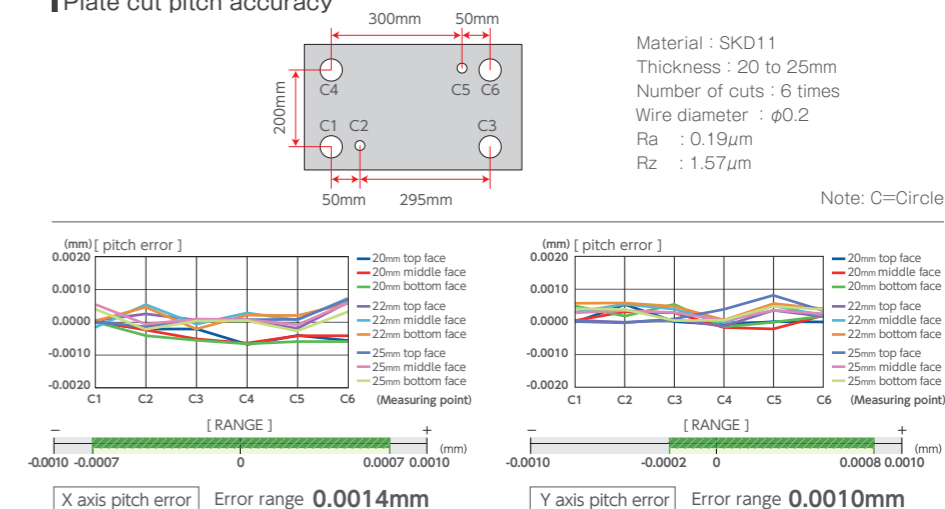 Plate cut pitch accuracy
300mm 50mm
C4 C5 C6
200mm
C1 C2 C3
50mm 295mm
Material : SKD11
Thickness : 20 to 25mm
Number of cuts : 6 times
Wire diameter : φ0.2
Ra : 0.19μm
Rz : 1.57μm
Note: C=Circle
(mm) [ pitch error ]
0.0020
0.0010
0.0000
-0.0010
-0.0020
C1 C2 C3 C4 C5 C6
(Measuring point)
20mm top face
20mm middle face
20mm bottom face
22mm top face
22mm middle face
22mm bottom face
25mm top face
25mm middle face
25mm bottom face
[ RANGE ]
− +
(mm)
-0.0010 -0.0007 0 0.0007 0.0010
X axis pitch error Error range 0.0014mm
(mm) [ pitch error ]
0.0020
0.0010
0.0000
-0.0010
-0.0020
C1 C2 C3 C4 C5 C6
(Measuring point)
20mm top face
20mm middle face
20mm bottom face
22mm top face
22mm middle face
22mm bottom face
25mm top face
25mm middle face
25mm bottom face
[ RANGE ]
− +
(mm)
-0.0010 -0.0002 0 0.0008 0.0010
Y axis pitch error Error range 0.0010mm